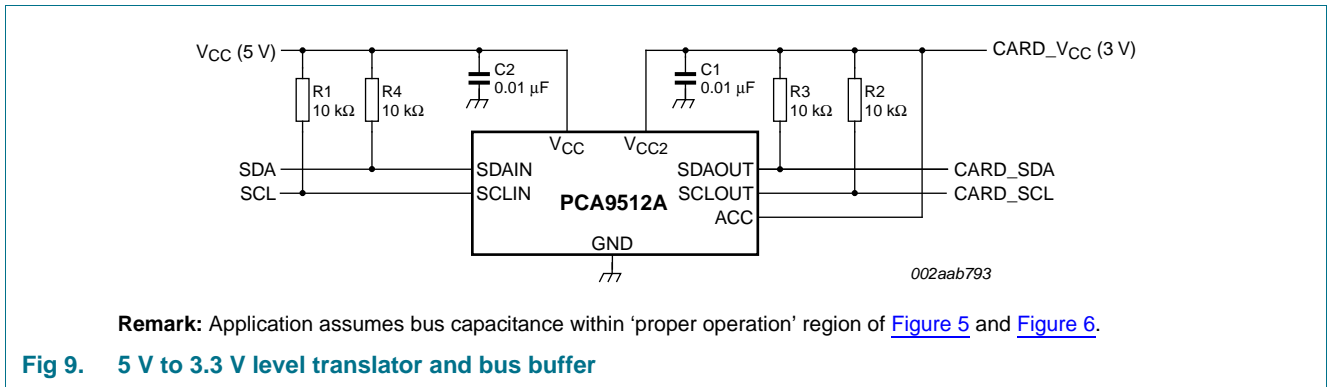 VCC (5 V)
CARD_VCC (3 V)
R1
10 kΩ
R4
10 kΩ
C2
0.01 μF
C1
0.01 μF
R3
10 kΩ
R2
10 kΩ
VCC
VCC2
SDA
SDAIN
SDAOUT
CARD_SDA
SCL
SCLIN
SCLOUT
CARD_SCL
PCA9512A
ACC
GND
002aab793
Remark: Application assumes bus capacitance within ‘proper operation’ region of Figure 5 and Figure 6.
Fig 9. 5 V to 3.3 V level translator and bus buffer